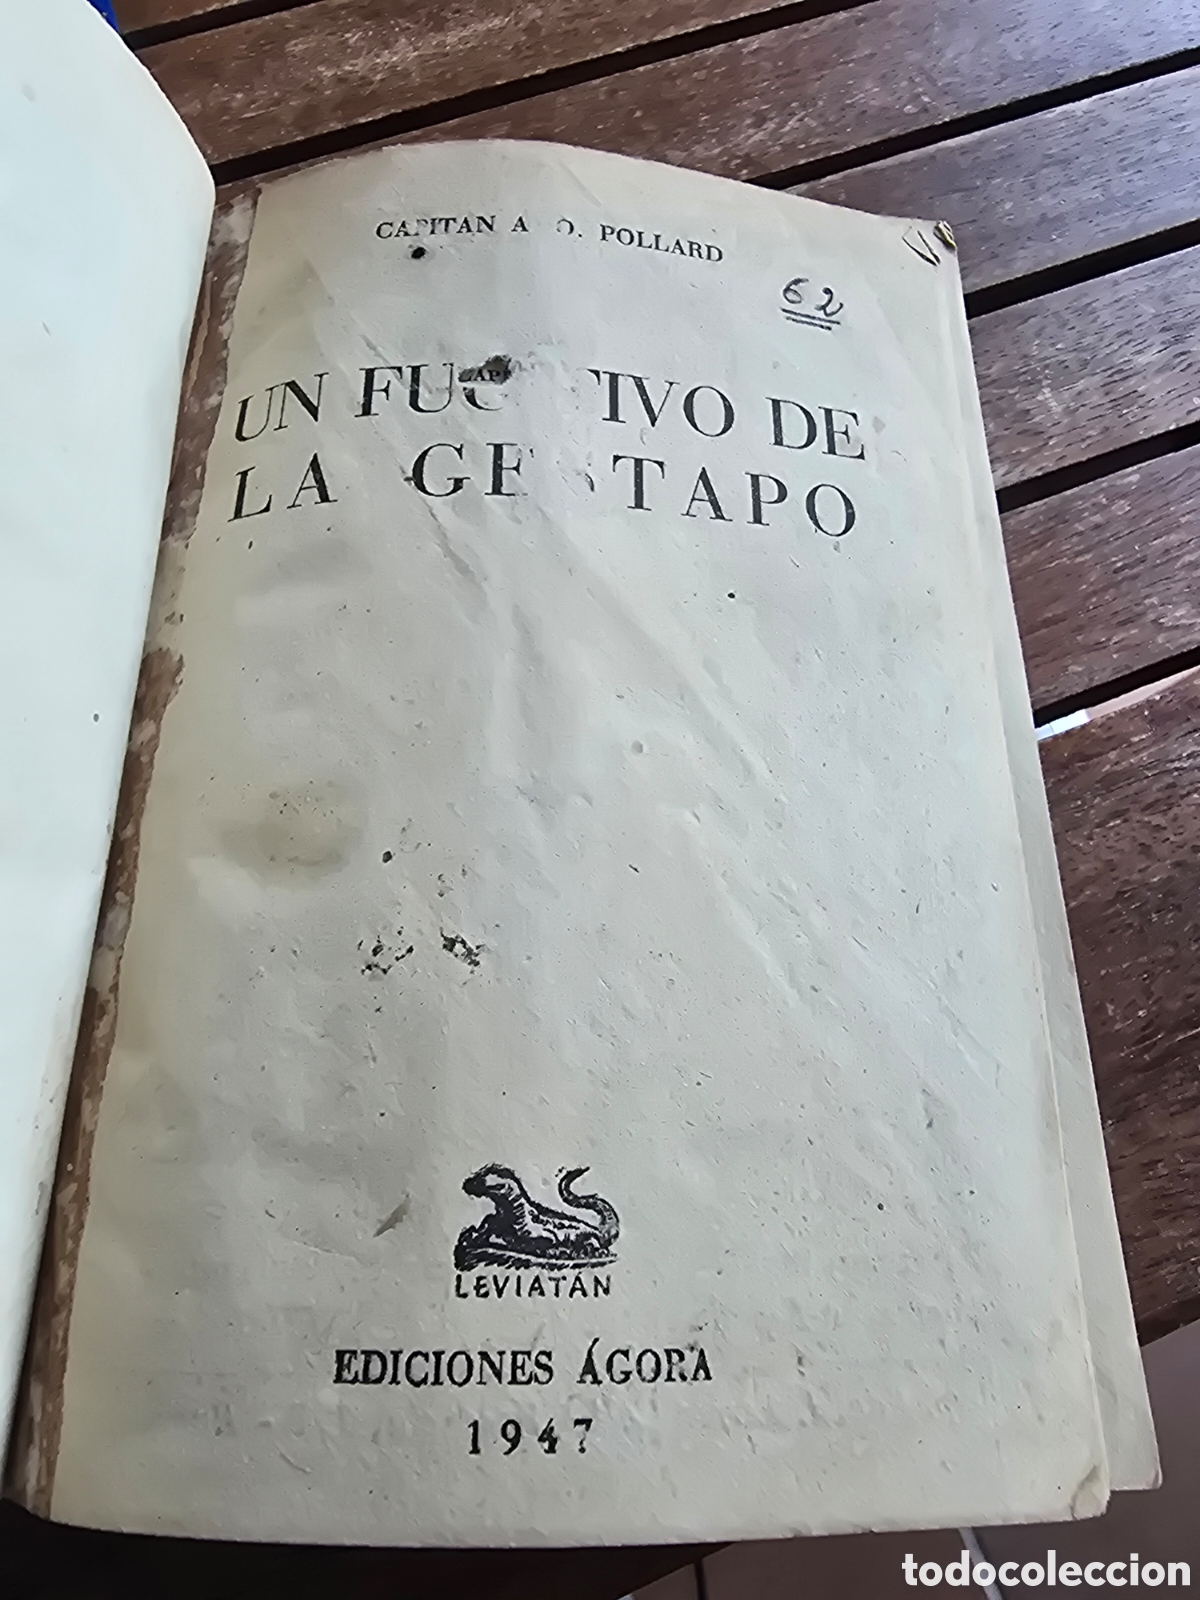 CAPITAN A. O. POLLARD
62
UN FUGITIVO DE
LA GESTAPO
LEVIATÁN
EDICIONES ÁGORA
1947
todocoleccion